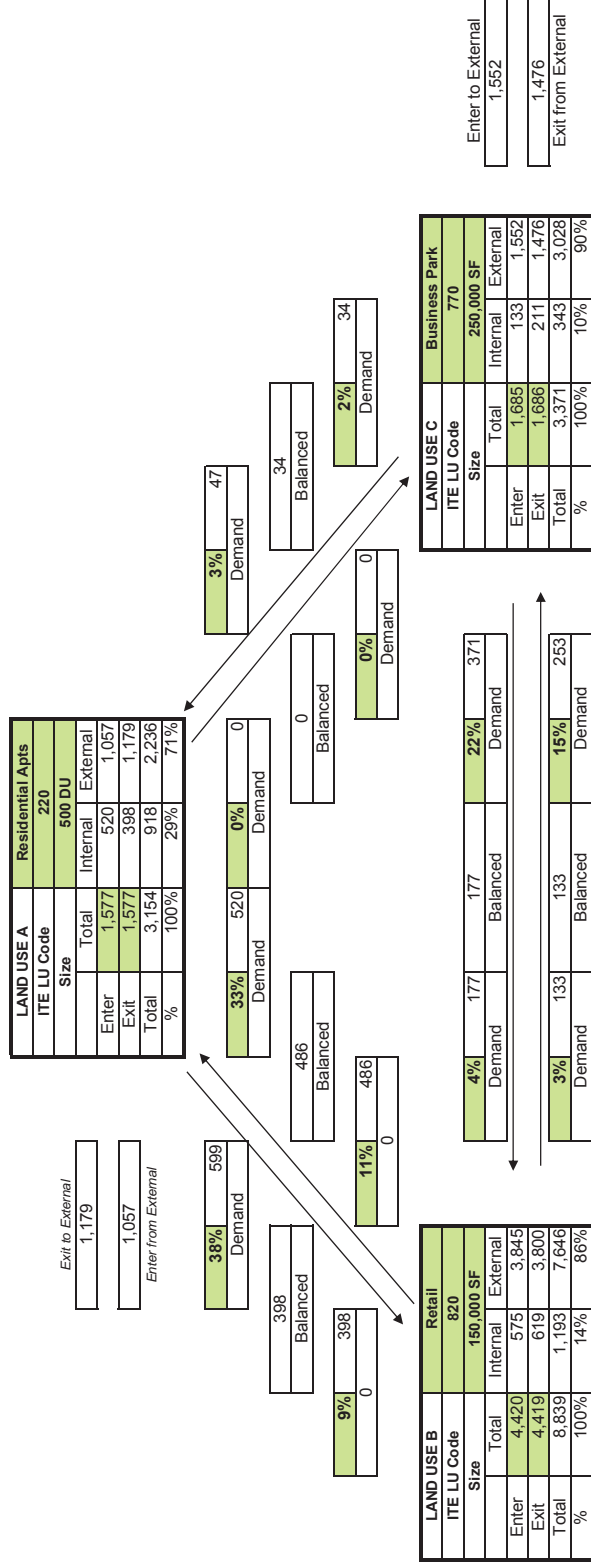 Exit to External
1,179
1,057
Enter from External
LAND USE A Residential Apts
ITE LU Code 220
Size 500 DU
Total Internal External
Enter 1,577 520 1,057
Exit 1,577 398 1,179
Total 3,154 918 2,236
% 100% 29% 71%
38% 599
Demand
33% 520
Demand
0% 0
Demand
3% 47
Demand
398
Balanced
486
Balanced
0
Balanced
34
Balanced
9% 398
0
11% 486
0
0% 0
Demand
2% 34
Demand
LAND USE B Retail
ITE LU Code 820
Size 150,000 SF
Total Internal External
Enter 4,420 575 3,845
Exit 4,419 619 3,800
Total 8,839 1,193 7,646
% 100% 14% 86%
4% 177
Demand
177
Balanced
22% 371
Demand
3% 133
Demand
133
Balanced
15% 253
Demand
LAND USE C Business Park
ITE LU Code 770
Size 250,000 SF
Total Internal External
Enter 1,685 133 1,552
Exit 1,686 211 1,476
Total 3,371 343 3,028
% 100% 10% 90%
Enter to External
1,552
1,476
Exit from External